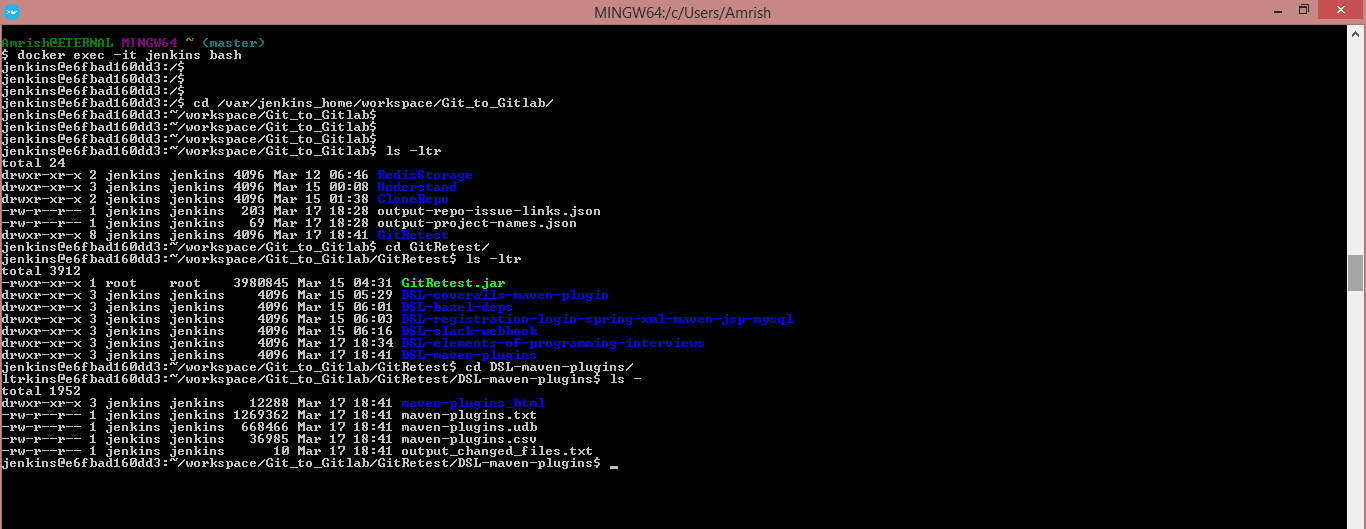 MINGW64:/c/Users/Amrish
Amrish@ETERNAL MINGW64 ~ (master)
$ docker exec -it jenkins bash
jenkins@e6fbad160dd3:/$
jenkins@e6fbad160dd3:/$
jenkins@e6fbad160dd3:/$
jenkins@e6fbad160dd3:/$ cd /var/jenkins_home/workspace/Git_to_Gitlab/
jenkins@e6fbad160dd3:~/workspace/Git_to_Gitlab$
jenkins@e6fbad160dd3:~/workspace/Git_to_Gitlab$
jenkins@e6fbad160dd3:~/workspace/Git_to_Gitlab$
jenkins@e6fbad160dd3:~/workspace/Git_to_Gitlab$ ls -ltr
total 24
drwxr-xr-x 2 jenkins jenkins 4096 Mar 12 06:46 RedisStorage
drwxr-xr-x 3 jenkins jenkins 4096 Mar 15 00:08 Understand
drwxr-xr-x 2 jenkins jenkins 4096 Mar 15 01:38 CloneRepo
-rw-r--r-- 1 jenkins jenkins  203 Mar 17 18:28 output-repo-issue-links.json
-rw-r--r-- 1 jenkins jenkins   69 Mar 17 18:28 output-project-names.json
drwxr-xr-x 8 jenkins jenkins 4096 Mar 17 18:41 GitRetest
jenkins@e6fbad160dd3:~/workspace/Git_to_Gitlab$ cd GitRetest/
jenkins@e6fbad160dd3:~/workspace/Git_to_Gitlab/GitRetest$ ls -ltr
total 3912
-rwxr-xr-x 1 root    root    3980845 Mar 15 04:31 GitRetest.jar
drwxr-xr-x 3 jenkins jenkins    4096 Mar 15 05:29 DSL-coveralls-maven-plugin
drwxr-xr-x 3 jenkins jenkins    4096 Mar 15 06:01 DSL-bazel-deps
drwxr-xr-x 3 jenkins jenkins    4096 Mar 15 06:03 DSL-registration-login-spring-xml-maven-jsp-mysql
drwxr-xr-x 3 jenkins jenkins    4096 Mar 15 06:16 DSL-slack-webhook
drwxr-xr-x 3 jenkins jenkins    4096 Mar 17 18:34 DSL-elements-of-programming-interviews
drwxr-xr-x 3 jenkins jenkins    4096 Mar 17 18:41 DSL-maven-plugins
jenkins@e6fbad160dd3:~/workspace/Git_to_Gitlab/GitRetest$ cd DSL-maven-plugins/
ltrkins@e6fbad160dd3:~/workspace/Git_to_Gitlab/GitRetest/DSL-maven-plugins$ ls -
total 1952
drwxr-xr-x 3 jenkins jenkins   12288 Mar 17 18:41 maven-plugins_html
-rw-r--r-- 1 jenkins jenkins 1269362 Mar 17 18:41 maven-plugins.txt
-rw-r--r-- 1 jenkins jenkins  668466 Mar 17 18:41 maven-plugins.udb
-rw-r--r-- 1 jenkins jenkins   36985 Mar 17 18:41 maven-plugins.csv
-rw-r--r-- 1 jenkins jenkins      10 Mar 17 18:41 output_changed_files.txt
jenkins@e6fbad160dd3:~/workspace/Git_to_Gitlab/GitRetest/DSL-maven-plugins$ _